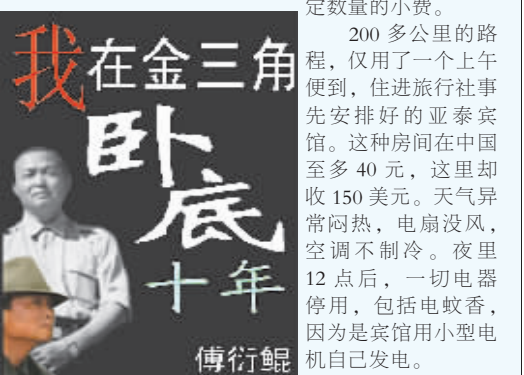 我在金三角
卧底
十年
傅衍鲲
定数量的小费。
200 多公里的路
程，仅用了一个上午
便到，住进旅行社事
先安排好的亚泰宾
馆。这种房间在中国
至多 40 元，这里却
收 150 美元。天气异
常闷热，电扇没风，
空调不制冷。夜里
12 点后，一切电器
停用，包括电蚊香，
因为是宾馆用小型电
机自己发电。